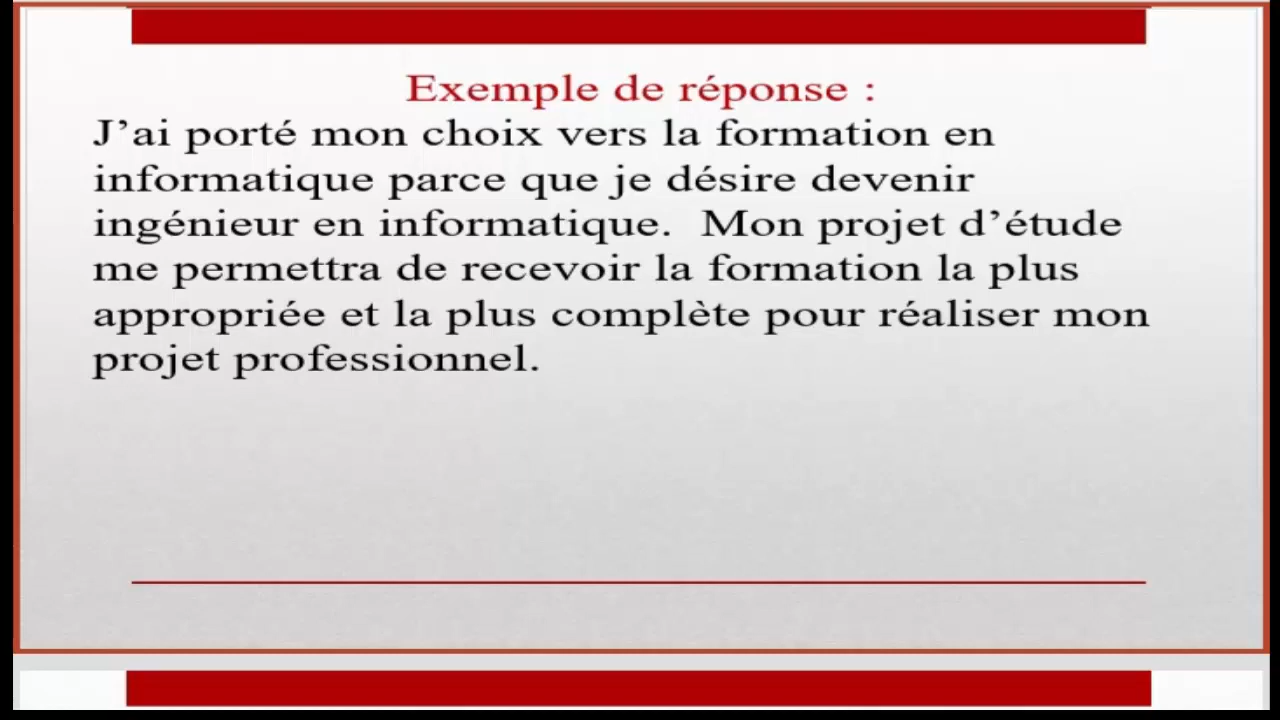 Exemple de réponse :
J’ai porté mon choix vers la formation en
informatique parce que je désire devenir
ingénieur en informatique.  Mon projet d’étude
me permettra de recevoir la formation la plus
appropriée et la plus complète pour réaliser mon
projet professionnel.